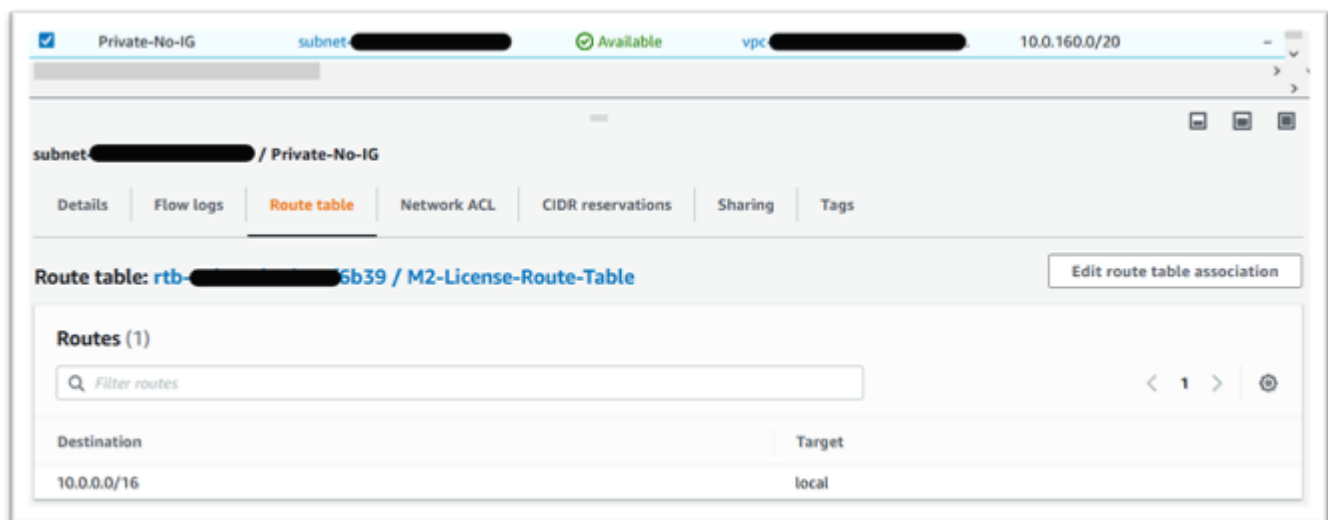 Private-No-IG subnet- Available vpc- 10.0.160.0/20 –
subnet- / Private-No-IG
Details Flow logs Route table Network ACL CIDR reservations Sharing Tags
Route table: rtb- 6b39 / M2-License-Route-Table Edit route table association
Routes (1)
Filter routes 1
Destination Target
10.0.0.0/16 local